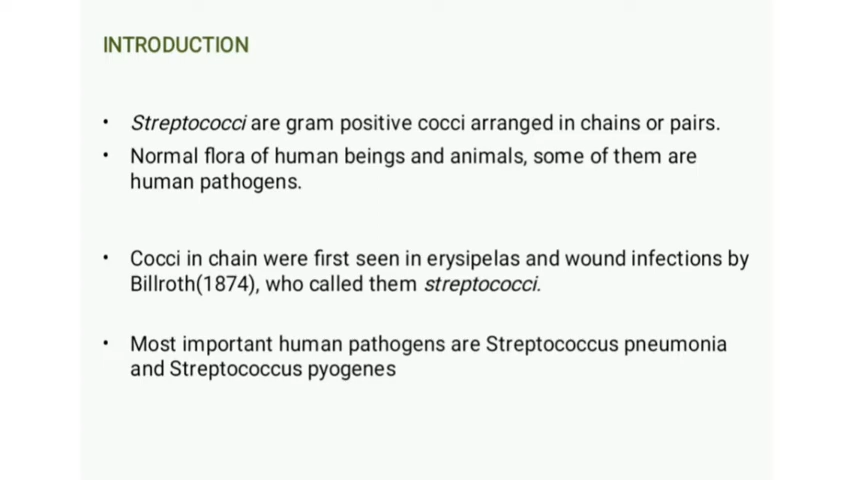 INTRODUCTION
• Streptococci are gram positive cocci arranged in chains or pairs.
• Normal flora of human beings and animals, some of them are
human pathogens.
• Cocci in chain were first seen in erysipelas and wound infections by
Billroth(1874), who called them streptococci.
• Most important human pathogens are Streptococcus pneumonia
and Streptococcus pyogenes